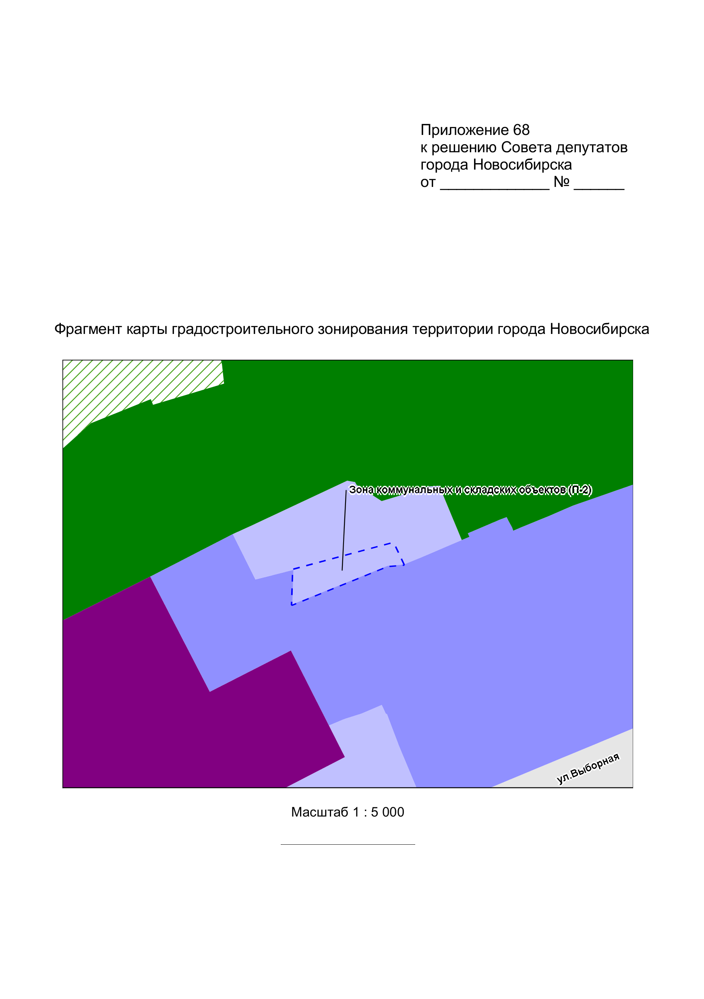 Приложение 68
к решению Совета депутатов
города Новосибирска
от _____________ № ______
Фрагмент карты градостроительного зонирования территории города Новосибирска
Зона коммунальных и складских объектов (П-2)
ул.Выборная
Масштаб 1 : 5 000